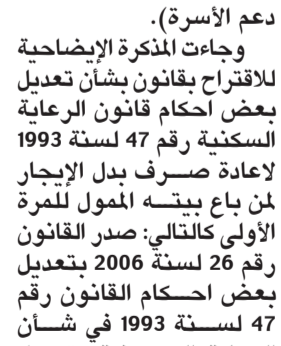 دعم الأسرة).
وجاءت المذكرة الإيضاحية
للاقتراح بقانون بشأن تعديل
بعض احكام قانون الرعاية
السكنية رقم 47 لسنة 1993
لاعادة صرف بدل الإيجار
لمن باع بيته الممول للمرة
الأولى كالتالي: صدر القانون
رقم 26 لسنة 2006 بتعديل
بعض احكام القانون رقم
47 لسنة 1993 في شأن